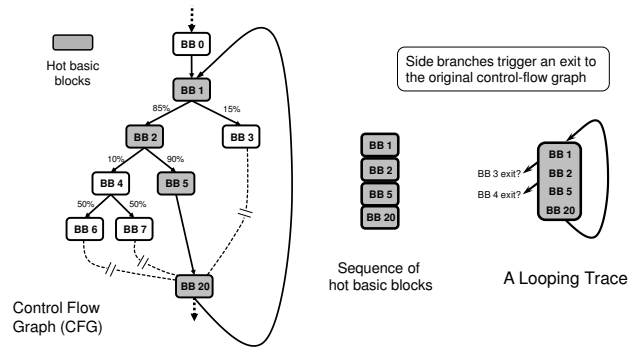 BB 0
Hot basic
blocks
Side branches trigger an exit to
the original control-flow graph
BB 1
85%
15%
BB 2
BB 3
10%
90%
BB 4
BB 5
50%
50%
BB 6
BB 7
BB 20
Control Flow
Graph (CFG)
BB 1
BB 2
BB 5
BB 20
Sequence of
hot basic blocks
BB 3 exit?
BB 4 exit?
BB 1
BB 2
BB 5
BB 20
A Looping Trace